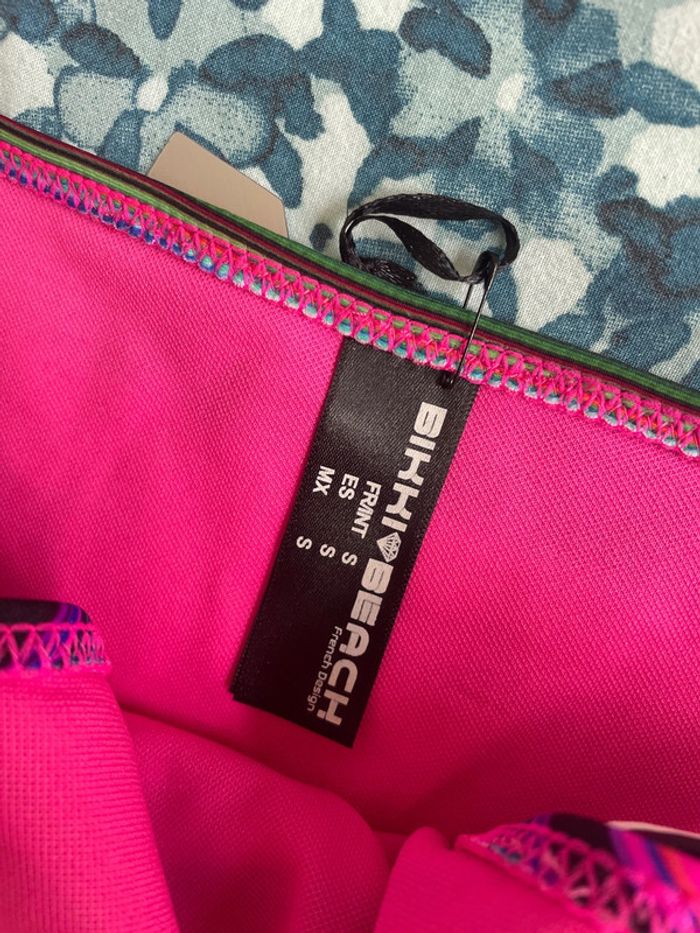 BIKKI BEACH
French Design
FR/INT S
ES S
MX S